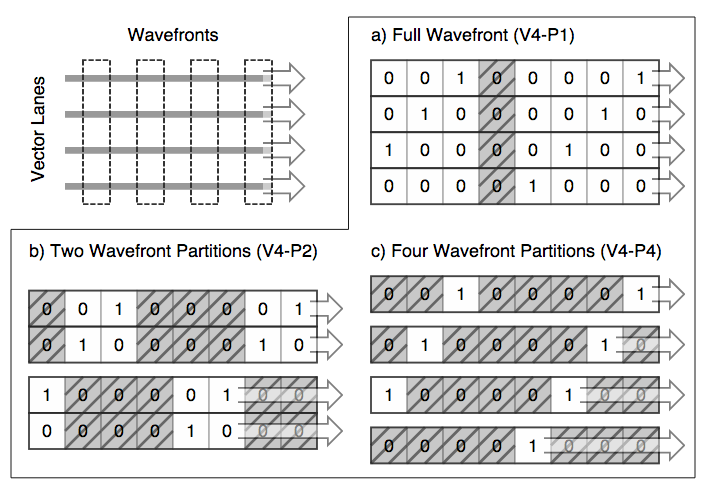 Wavefronts
Vector Lanes
a) Full Wavefront (V4-P1)
0 0 1 0 0 0 0 1
0 1 0 0 0 0 1 0
1 0 0 0 0 1 0 0
0 0 0 0 1 0 0 0
b) Two Wavefront Partitions (V4-P2)
0 0 1 0 0 0 0 1
0 1 0 0 0 0 1 0
1 0 0 0 0 1 0 0
0 0 0 0 1 0 0 0
c) Four Wavefront Partitions (V4-P4)
0 0 1 0 0 0 0 1
0 1 0 0 0 0 1 0
1 0 0 0 0 1 0 0
0 0 0 0 1 0 0 0